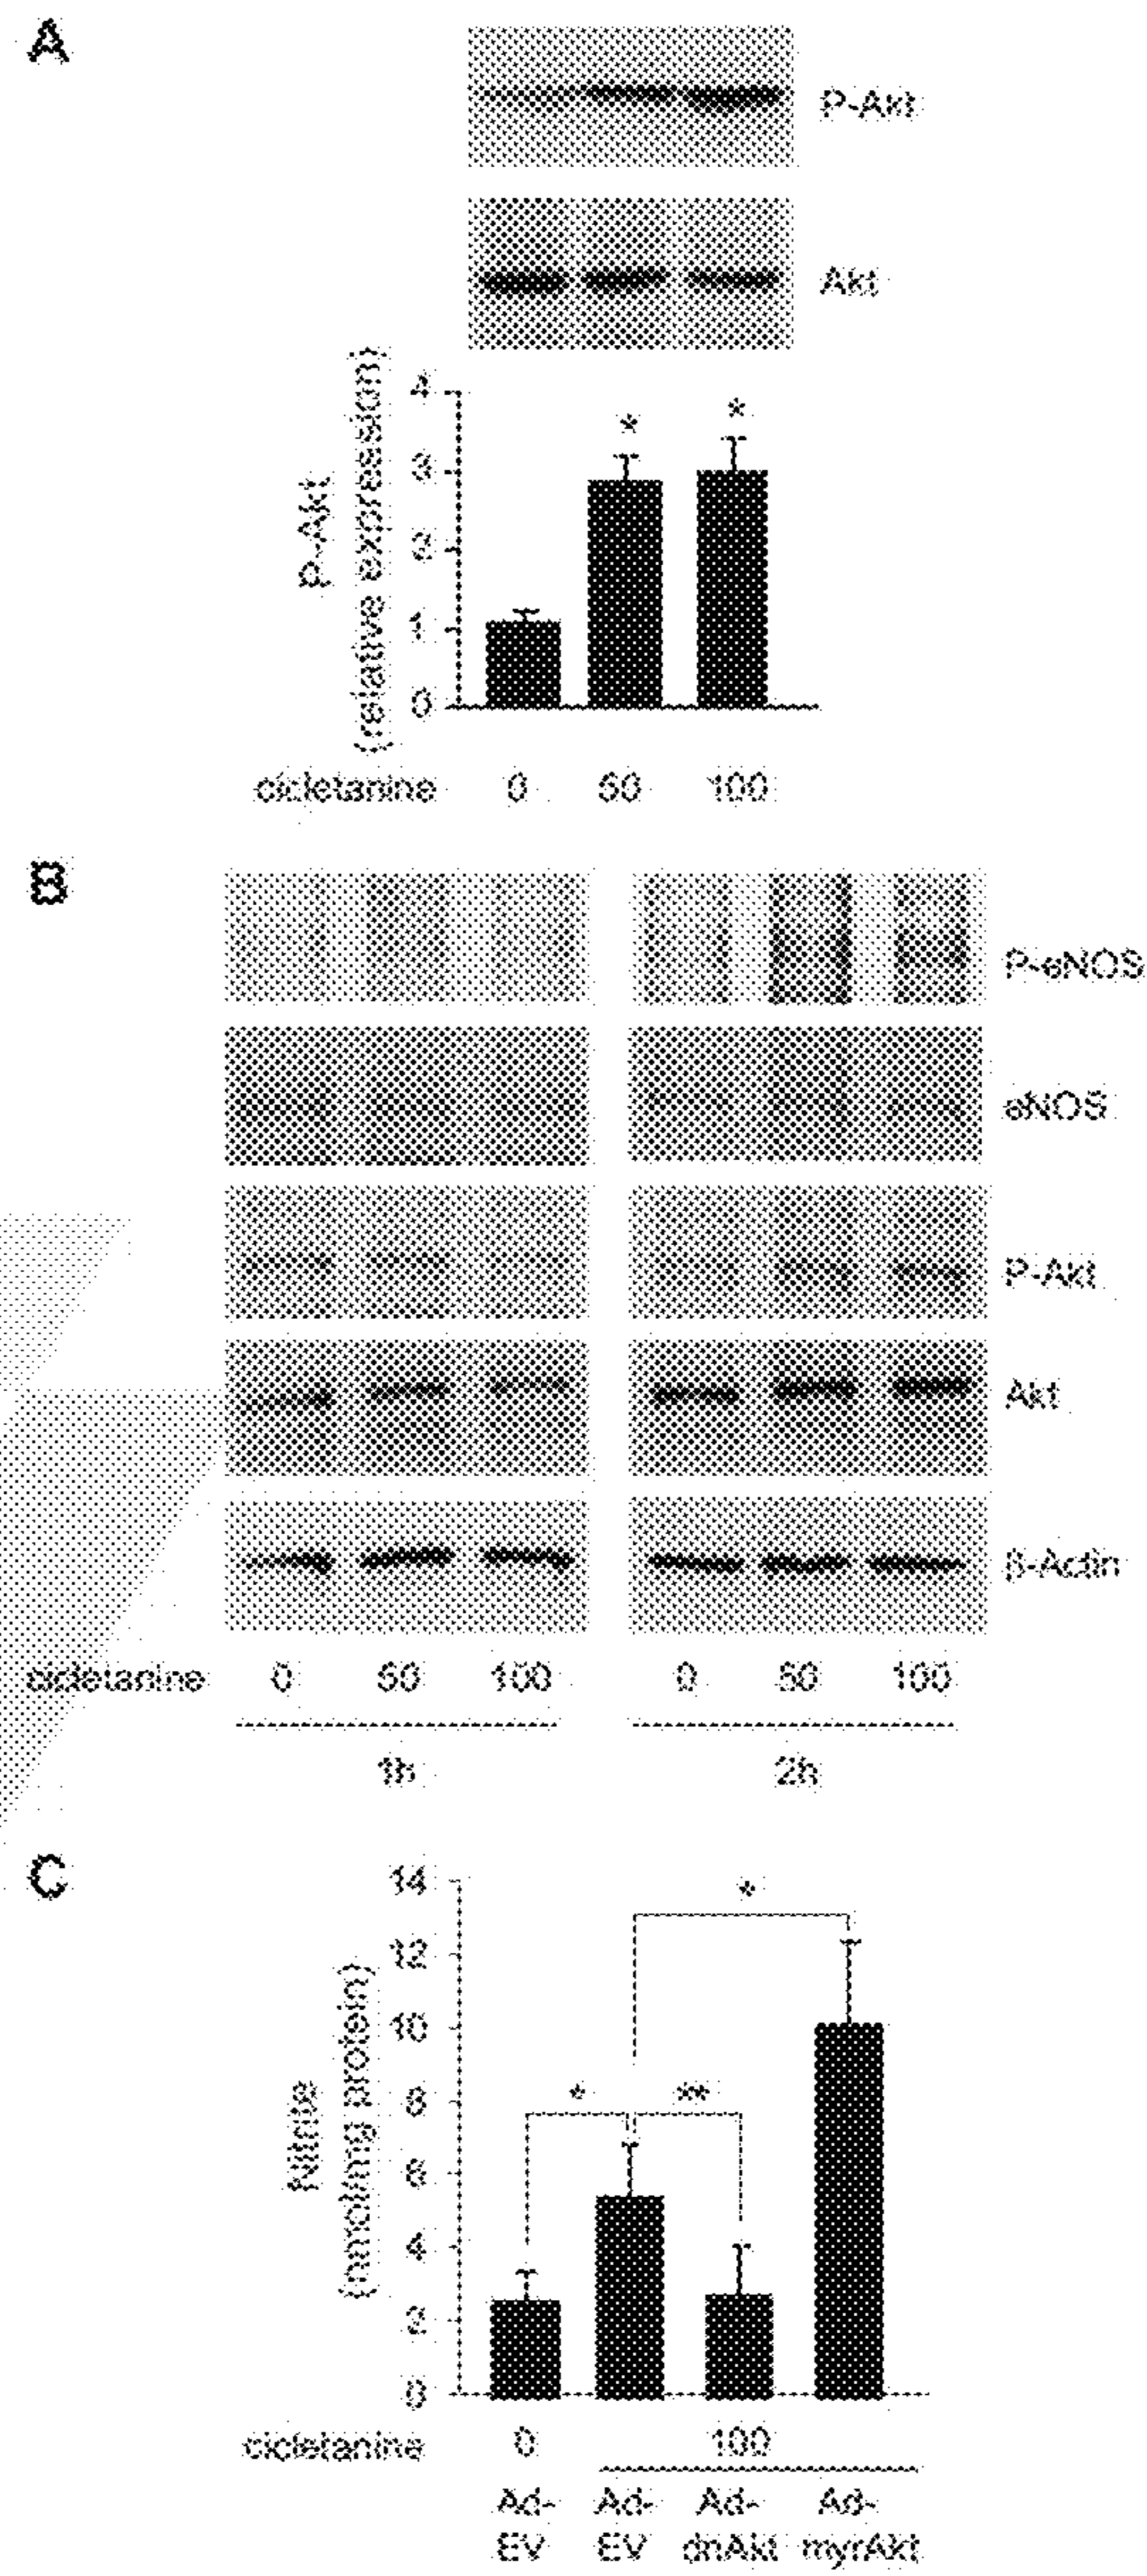 A
P-Akt
Akt
P-Akt
(relative expression)
4
3
2
1
0
*
*
cicletanine 0 50 100
B
P-eNOS
eNOS
P-Akt
Akt
β-Actin
cicletanine 0 50 100 0 50 100
1h 2h
C
Nitrite
(nmol/mg protein)
14
12
10
8
6
4
2
0
*
* **
cicletanine 0 100
Ad- Ad- Ad- Ad-
EV EV dnAkt myrAkt